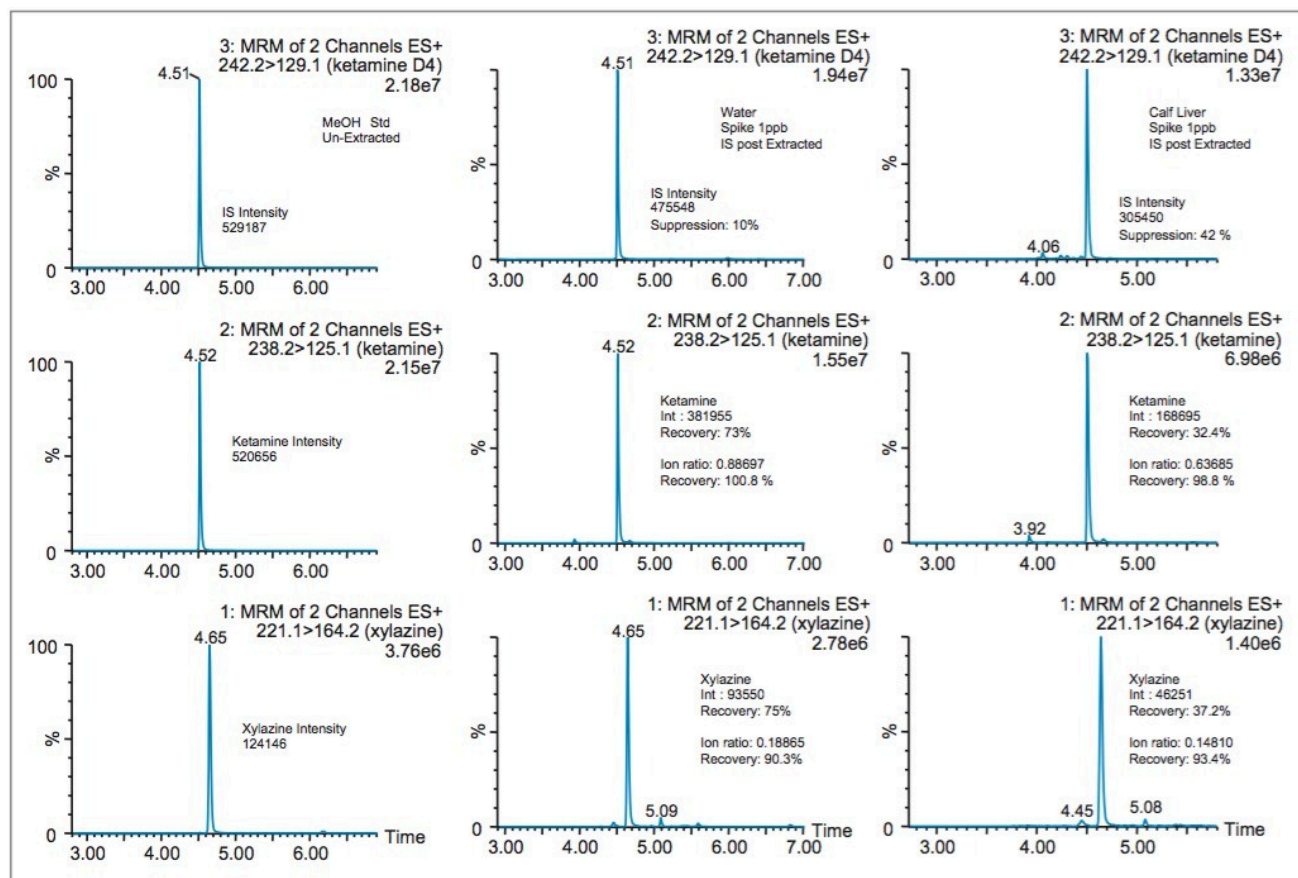 3: MRM of 2 Channels ES+
242.2>129.1 (ketamine D4)
2.18e7
4.51
100
MeOH Std
Un-Extracted
%
IS Intensity
529187
0
3.00 4.00 5.00 6.00
3: MRM of 2 Channels ES+
242.2>129.1 (ketamine D4)
1.94e7
4.51
Water
Spike 1ppb
IS post Extracted
%
IS Intensity
475548
Suppression: 10%
0
3.00 4.00 5.00 6.00 7.00
3: MRM of 2 Channels ES+
242.2>129.1 (ketamine D4)
1.33e7
Calf Liver
Spike 1ppb
IS post Extracted
%
IS Intensity
305450
Suppression: 42 %
4.06
0
3.00 4.00 5.00
2: MRM of 2 Channels ES+
238.2>125.1 (ketamine)
2.15e7
4.52
100
%
Ketamine Intensity
520656
0
3.00 4.00 5.00 6.00
2: MRM of 2 Channels ES+
238.2>125.1 (ketamine)
1.55e7
4.52
Ketamine
Int : 381955
Recovery: 73%
%
Ion ratio: 0.88697
Recovery: 100.8 %
0
3.00 4.00 5.00 6.00 7.00
2: MRM of 2 Channels ES+
238.2>125.1 (ketamine)
6.98e6
Ketamine
Int : 168695
Recovery: 32.4%
%
Ion ratio: 0.63685
Recovery: 98.8 %
3.92
0
3.00 4.00 5.00
1: MRM of 2 Channels ES+
221.1>164.2 (xylazine)
3.76e6
4.65
100
%
Xylazine Intensity
124146
0
Time
3.00 4.00 5.00 6.00
1: MRM of 2 Channels ES+
221.1>164.2 (xylazine)
2.78e6
4.65
Xylazine
Int : 93550
Recovery: 75%
%
Ion ratio: 0.18865
Recovery: 90.3%
5.09
0
Time
3.00 4.00 5.00 6.00 7.00
1: MRM of 2 Channels ES+
221.1>164.2 (xylazine)
1.40e6
Xylazine
Int : 46251
Recovery: 37.2%
%
Ion ratio: 0.14810
Recovery: 93.4%
4.45 5.08
0
Time
3.00 4.00 5.00